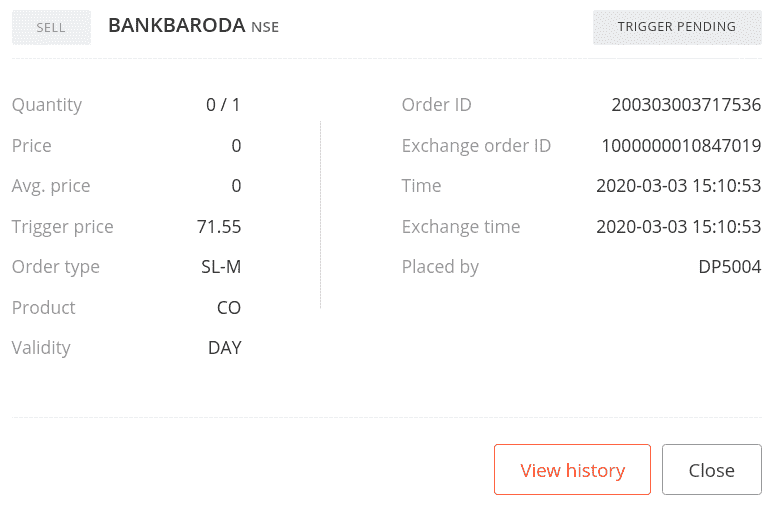 SELL BANKBARODA NSE TRIGGER PENDING
Quantity 0 / 1
Price 0
Avg. price 0
Trigger price 71.55
Order type SL-M
Product CO
Validity DAY
Order ID 200303003717536
Exchange order ID 1000000010847019
Time 2020-03-03 15:10:53
Exchange time 2020-03-03 15:10:53
Placed by DP5004
View history Close